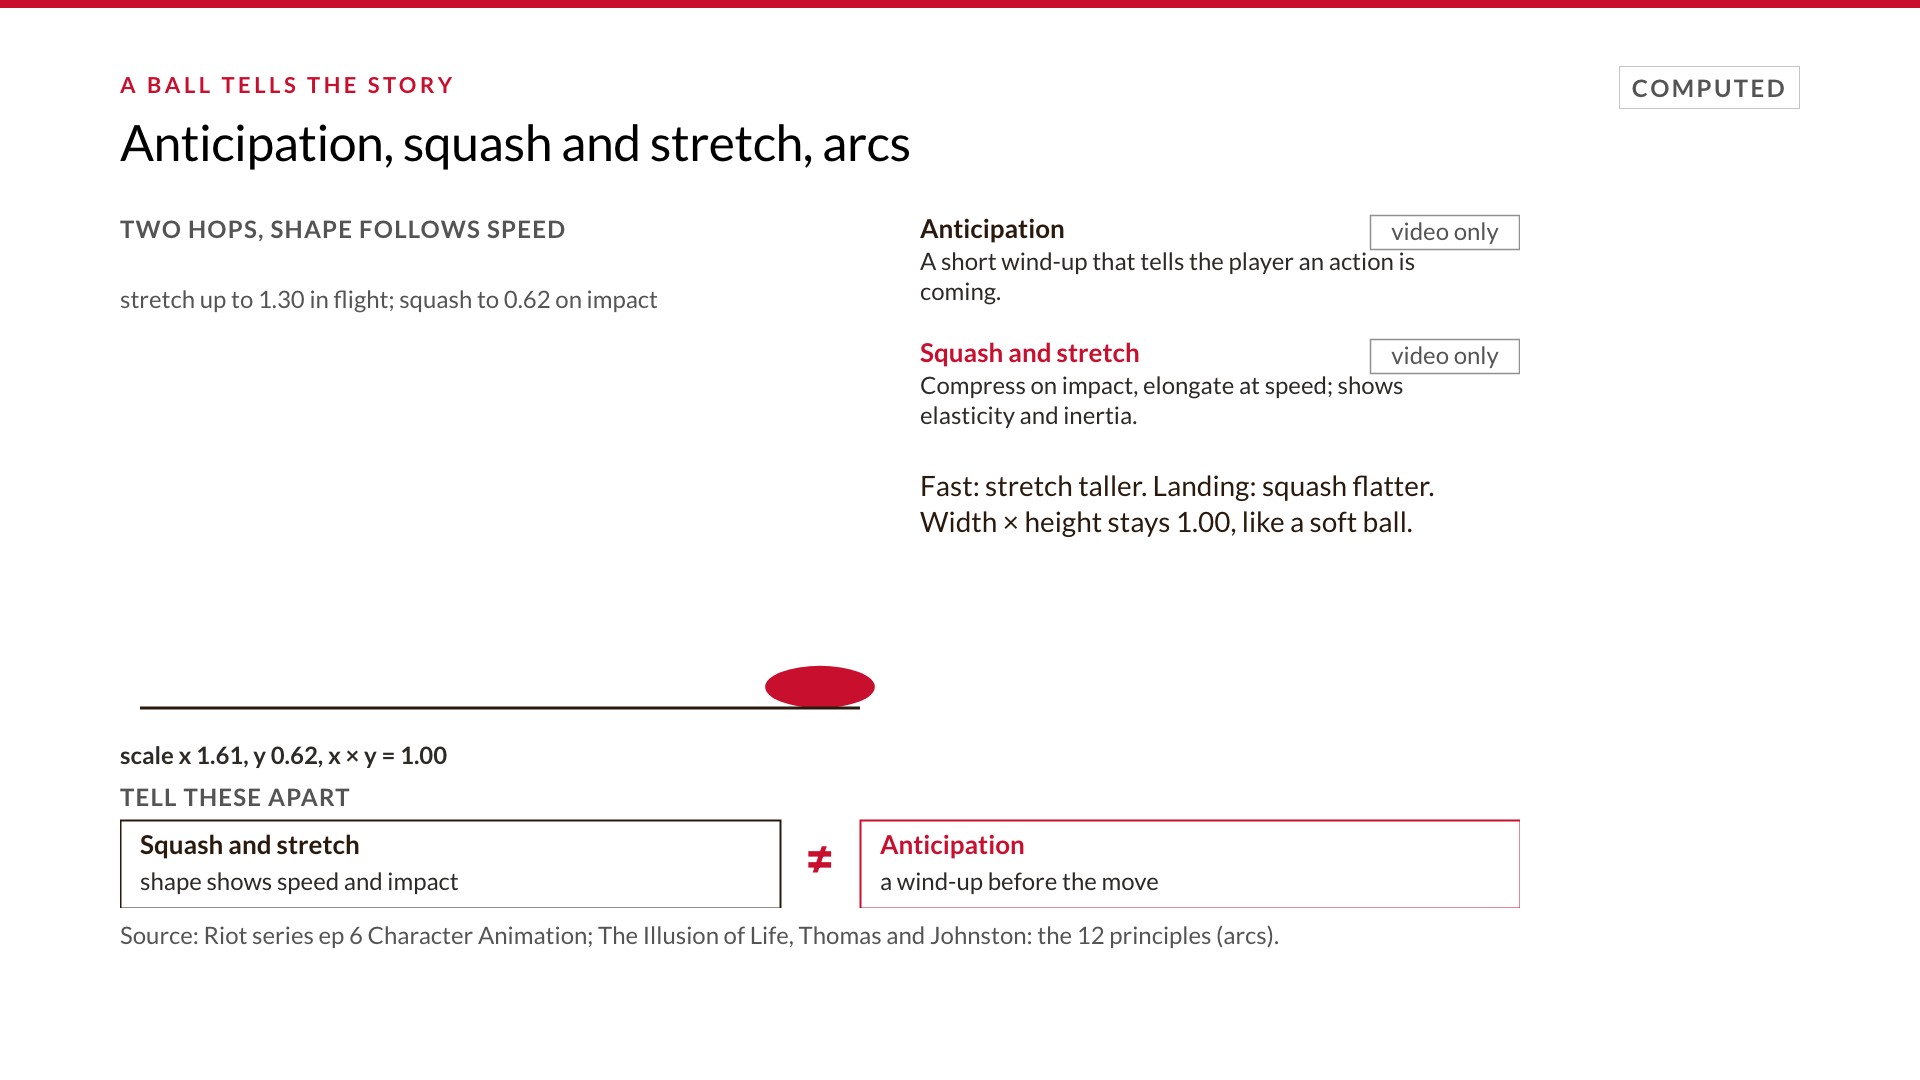 A BALL TELLS THE STORY
COMPUTED
Anticipation, squash and stretch, arcs
TWO HOPS, SHAPE FOLLOWS SPEED
stretch up to 1.30 in flight; squash to 0.62 on impact
Anticipation
video only
A short wind-up that tells the player an action is
coming.
Squash and stretch
video only
Compress on impact, elongate at speed; shows
elasticity and inertia.
Fast: stretch taller. Landing: squash flatter.
Width × height stays 1.00, like a soft ball.
scale x 1.61, y 0.62, x × y = 1.00
TELL THESE APART
Squash and stretch
shape shows speed and impact
≠
Anticipation
a wind-up before the move
Source: Riot series ep 6 Character Animation; The Illusion of Life, Thomas and Johnston: the 12 principles (arcs).